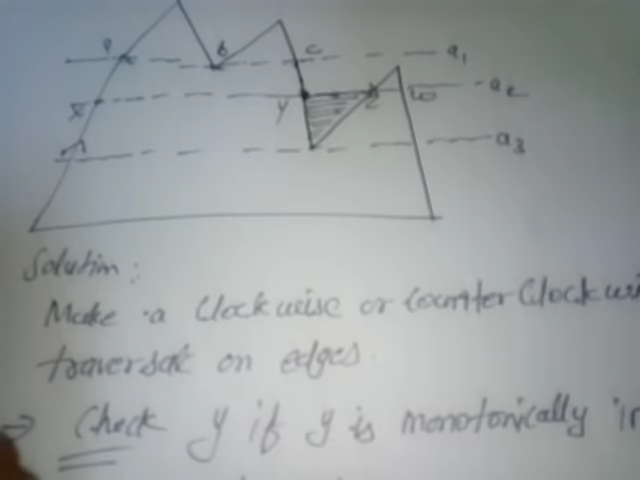 a
b
c
a1
x
y
z
w
a2
a3
Solution:
Make a Clockwise or Counter Clockwi
traversal on edges.
→ Check y if y is monotonically in